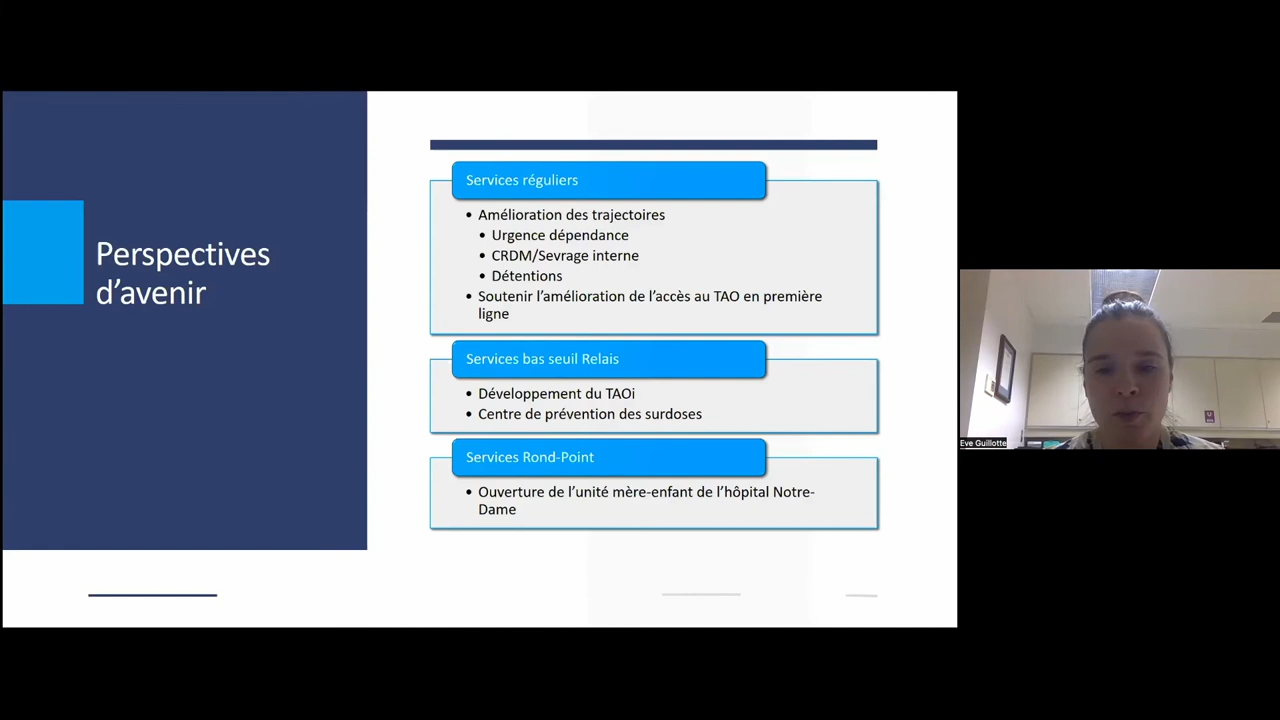 Perspectives
d’avenir
Services réguliers
• Amélioration des trajectoires
• Urgence dépendance
• CRDM/Sevrage interne
• Détentions
• Soutenir l’amélioration de l’accès au TAO en première
ligne
Services bas seuil Relais
• Développement du TAOi
• Centre de prévention des surdoses
Services Rond-Point
• Ouverture de l’unité mère-enfant de l’hôpital Notre-
Dame
Eve Guillotte